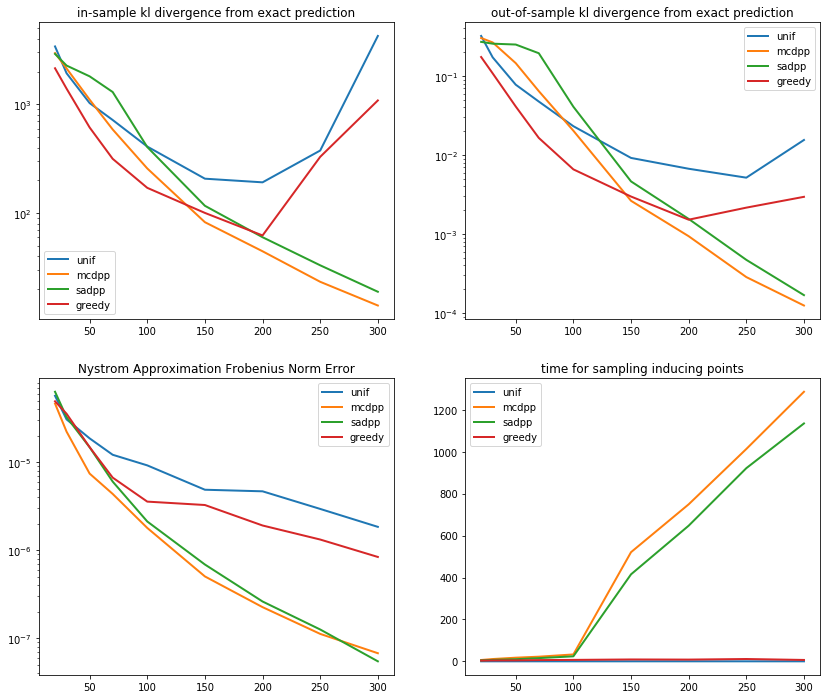 in-sample kl divergence from exact prediction
10³
10²
unif
mcdpp
sadpp
greedy
50 100 150 200 250 300
out-of-sample kl divergence from exact prediction
10⁻¹
10⁻²
10⁻³
10⁻⁴
unif
mcdpp
sadpp
greedy
50 100 150 200 250 300
Nystrom Approximation Frobenius Norm Error
10⁻⁵
10⁻⁶
10⁻⁷
unif
mcdpp
sadpp
greedy
50 100 150 200 250 300
time for sampling inducing points
1200
1000
800
600
400
200
0
unif
mcdpp
sadpp
greedy
50 100 150 200 250 300